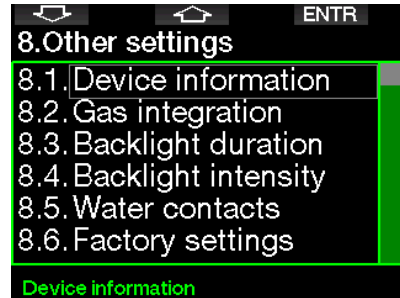 ENTR
8.Other settings
8.1.Device information
8.2.Gas integration
8.3.Backlight duration
8.4.Backlight intensity
8.5.Water contacts
8.6.Factory settings
Device information